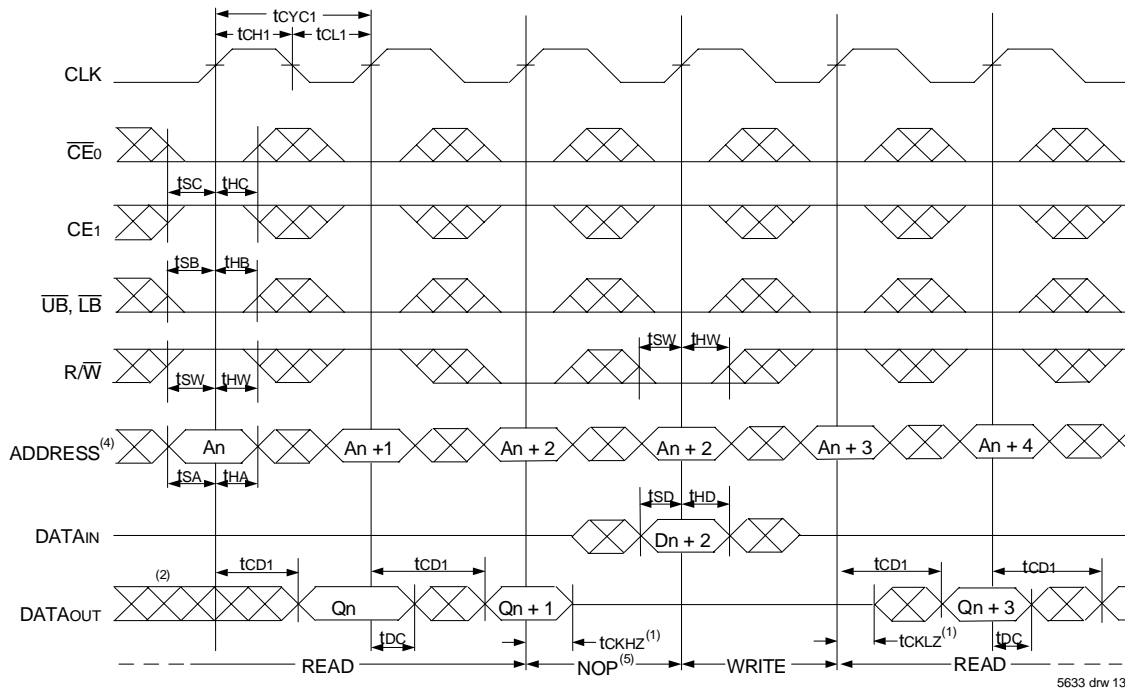 tCYC1
tCH1 tCL1
CLK
CE0
tSC tHC
CE1
tSB tHB
UB, LB
tSW tHW
R/W
tSW tHW
ADDRESS(4) An An +1 An + 2 An + 2 An + 3 An + 4
tSA tHA
tSD tHD
DATAIN Dn + 2
(2) tCD1 tCD1 tCD1 tCD1
DATAOUT Qn Qn + 1 Qn + 3
tDC tCKHZ(1) tCKLZ(1) tDC
READ NOP(5) WRITE READ
5633 drw 13